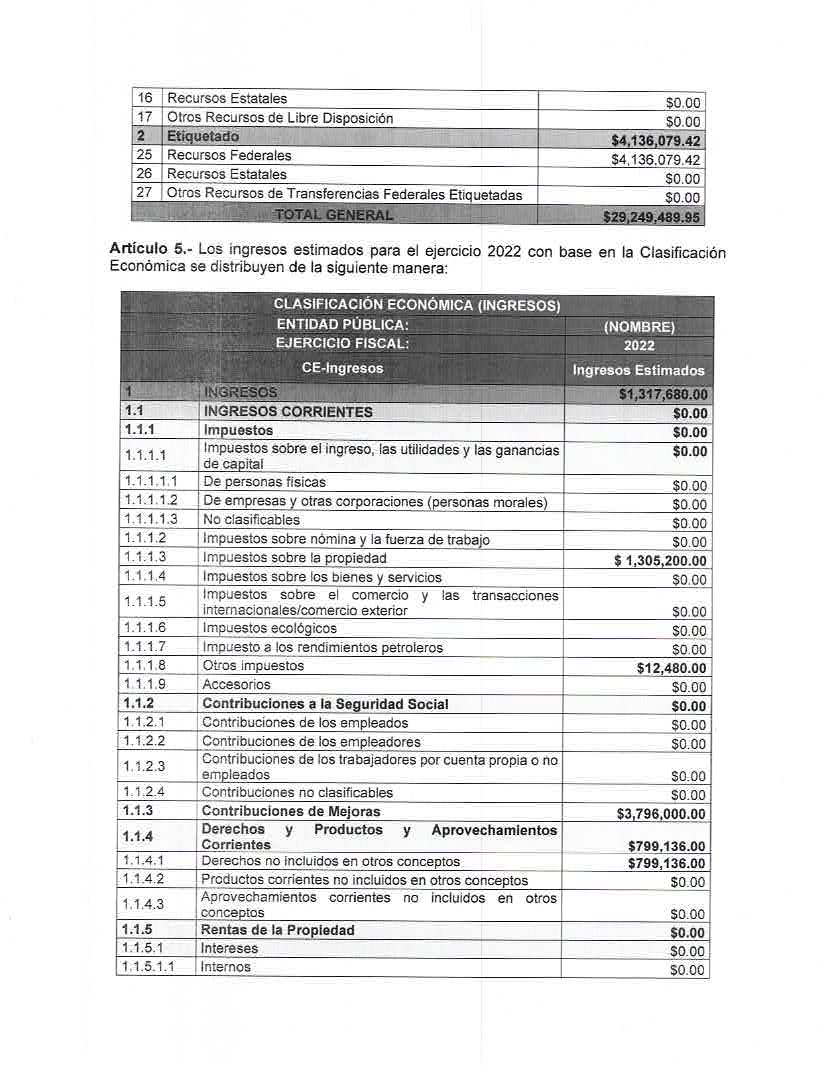 16 Recursos Estatales $0.00
17 Otros Recursos de Libre Disposición $0.00
2 Etiquetado $4,136,079.42
25 Recursos Federales $4,136,079.42
26 Recursos Estatales $0.00
27 Otros Recursos de Transferencias Federales Etiquetadas $0.00
TOTAL GENERAL $29,249,489.95
Artículo 5.- Los ingresos estimados para el ejercicio 2022 con base en la Clasificación
Económica se distribuyen de la siguiente manera:
CLASIFICACIÓN ECONÓMICA (INGRESOS)
ENTIDAD PÚBLICA: (NOMBRE)
EJERCICIO FISCAL: 2022
CE-Ingresos Ingresos Estimados
1 INGRESOS $1,317,680.00
1.1 INGRESOS CORRIENTES $0.00
1.1.1 Impuestos $0.00
1.1.1.1 Impuestos sobre el ingreso, las utilidades y las ganancias $0.00
de capital
1.1.1.1.1 De personas físicas $0.00
1.1.1.1.2 De empresas y otras corporaciones (personas morales) $0.00
1.1.1.1.3 No clasificables $0.00
1.1.1.2 Impuestos sobre nómina y la fuerza de trabajo $0.00
1.1.1.3 Impuestos sobre la propiedad $ 1,305,200.00
1.1.1.4 Impuestos sobre los bienes y servicios $0.00
1.1.1.5 Impuestos sobre el comercio y las transacciones
internacionales/comercio exterior $0.00
1.1.1.6 Impuestos ecológicos $0.00
1.1.1.7 Impuesto a los rendimientos petroleros $0.00
1.1.1.8 Otros impuestos $12,480.00
1.1.1.9 Accesorios $0.00
1.1.2 Contribuciones a la Seguridad Social $0.00
1.1.2.1 Contribuciones de los empleados $0.00
1.1.2.2 Contribuciones de los empleadores $0.00
1.1.2.3 Contribuciones de los trabajadores por cuenta propia o no
empleados $0.00
1.1.2.4 Contribuciones no clasificables $0.00
1.1.3 Contribuciones de Mejoras $3,796,000.00
1.1.4 Derechos y Productos y Aprovechamientos
Corrientes $799,136.00
1.1.4.1 Derechos no incluidos en otros conceptos $799,136.00
1.1.4.2 Productos corrientes no incluidos en otros conceptos $0.00
1.1.4.3 Aprovechamientos corrientes no incluidos en otros
conceptos $0.00
1.1.5 Rentas de la Propiedad $0.00
1.1.5.1 Intereses $0.00
1.1.5.1.1 Internos $0.00